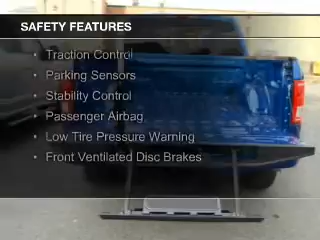 SAFETY FEATURES
• Traction Control
• Parking Sensors
• Stability Control
• Passenger Airbag
• Low Tire Pressure Warning
• Front Ventilated Disc Brakes